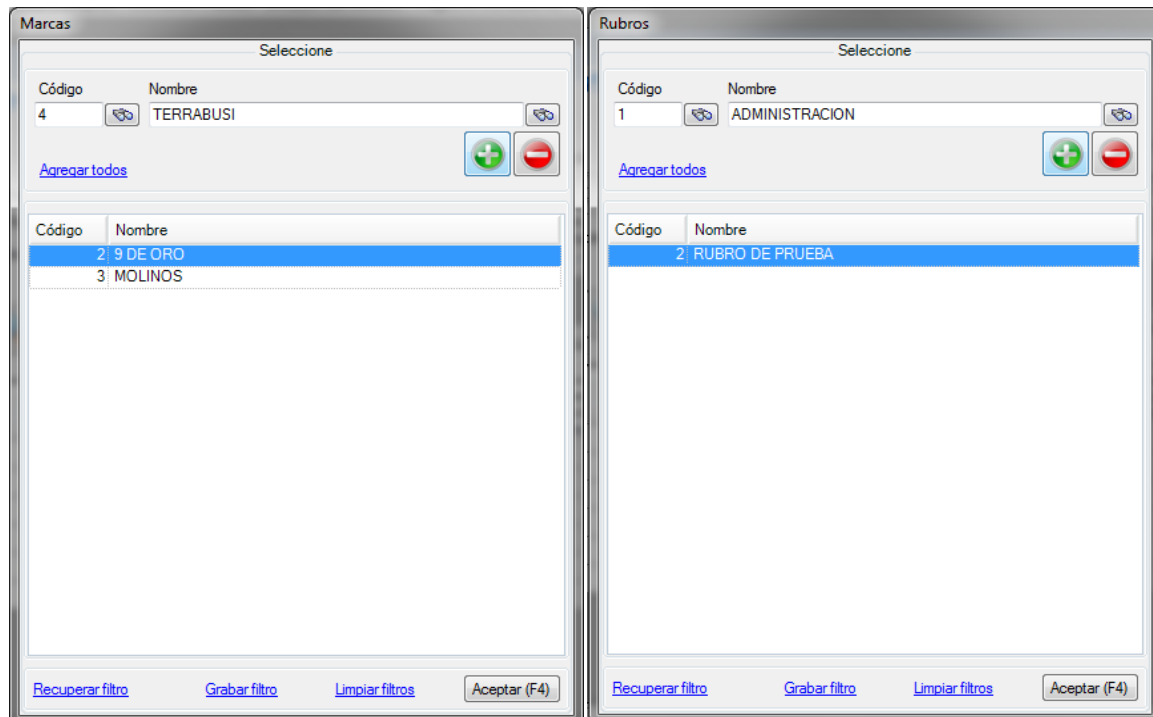 Marcas
Seleccione
Código Nombre
4 TERRABUSI
Agregar todos
Código Nombre
2 9 DE ORO
3 MOLINOS
Recuperar filtro Grabar filtro Limpiar filtros Aceptar (F4)
Rubros
Seleccione
Código Nombre
1 ADMINISTRACION
Agregar todos
Código Nombre
2 RUBRO DE PRUEBA
Recuperar filtro Grabar filtro Limpiar filtros Aceptar (F4)